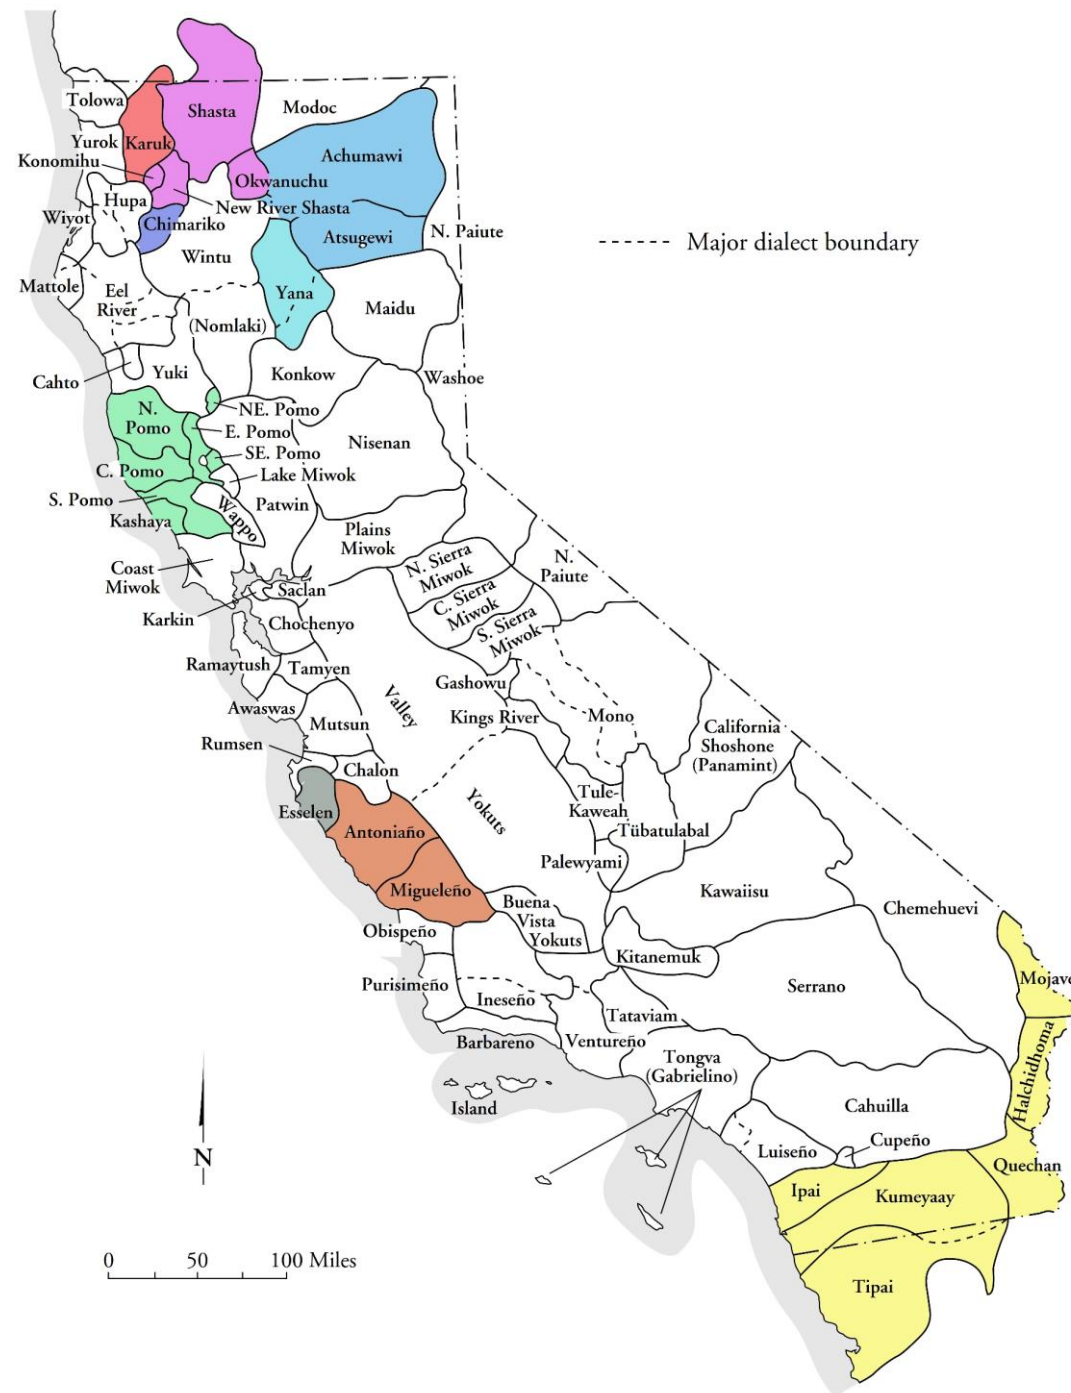 Tolowa
Shasta
Modoc
Yurok
Karuk
Konomihu
Achumawi
Okwanuchu
Hupa
New River Shasta
Wiyot
Chimariko
Atsugewi
N. Paiute
Major dialect boundary
Wintu
Mattole
Eel
River
Yana
Maidu
(Nomlaki)
Cahto
Yuki
Konkow
Washoe
N.
Pomo
NE. Pomo
E. Pomo
Nisenan
SE. Pomo
C. Pomo
Lake Miwok
S. Pomo
Wappo
Patwin
Kashaya
Plains
Miwok
Coast
Miwok
N. Sierra
Miwok
N.
Paiute
Saclan
C. Sierra
Miwok
Karkin
Chochenyo
S. Sierra
Miwok
Ramaytush
Tamyen
Gashowu
Awaswas
Valley
Mutsun
Kings River
Mono
California
Shoshone
(Panamint)
Rumsen
Chalon
Esselen
Yokuts
Tule-
Kaweah
Tübatulabal
Antoniaño
Palewyami
Migueleño
Kawaiisu
Buena
Vista
Yokuts
Chemehuevi
Obispeño
Kitanemuk
Mojave
Purisimeño
Ineseño
Serrano
Tataviam
Barbareno
Ventureño
Tongva
(Gabrielino)
Halchidhoma
Island
Cahuilla
Cupeño
Luiseño
Quechan
N
Ipai
Kumeyaay
0 50 100 Miles
Tipai